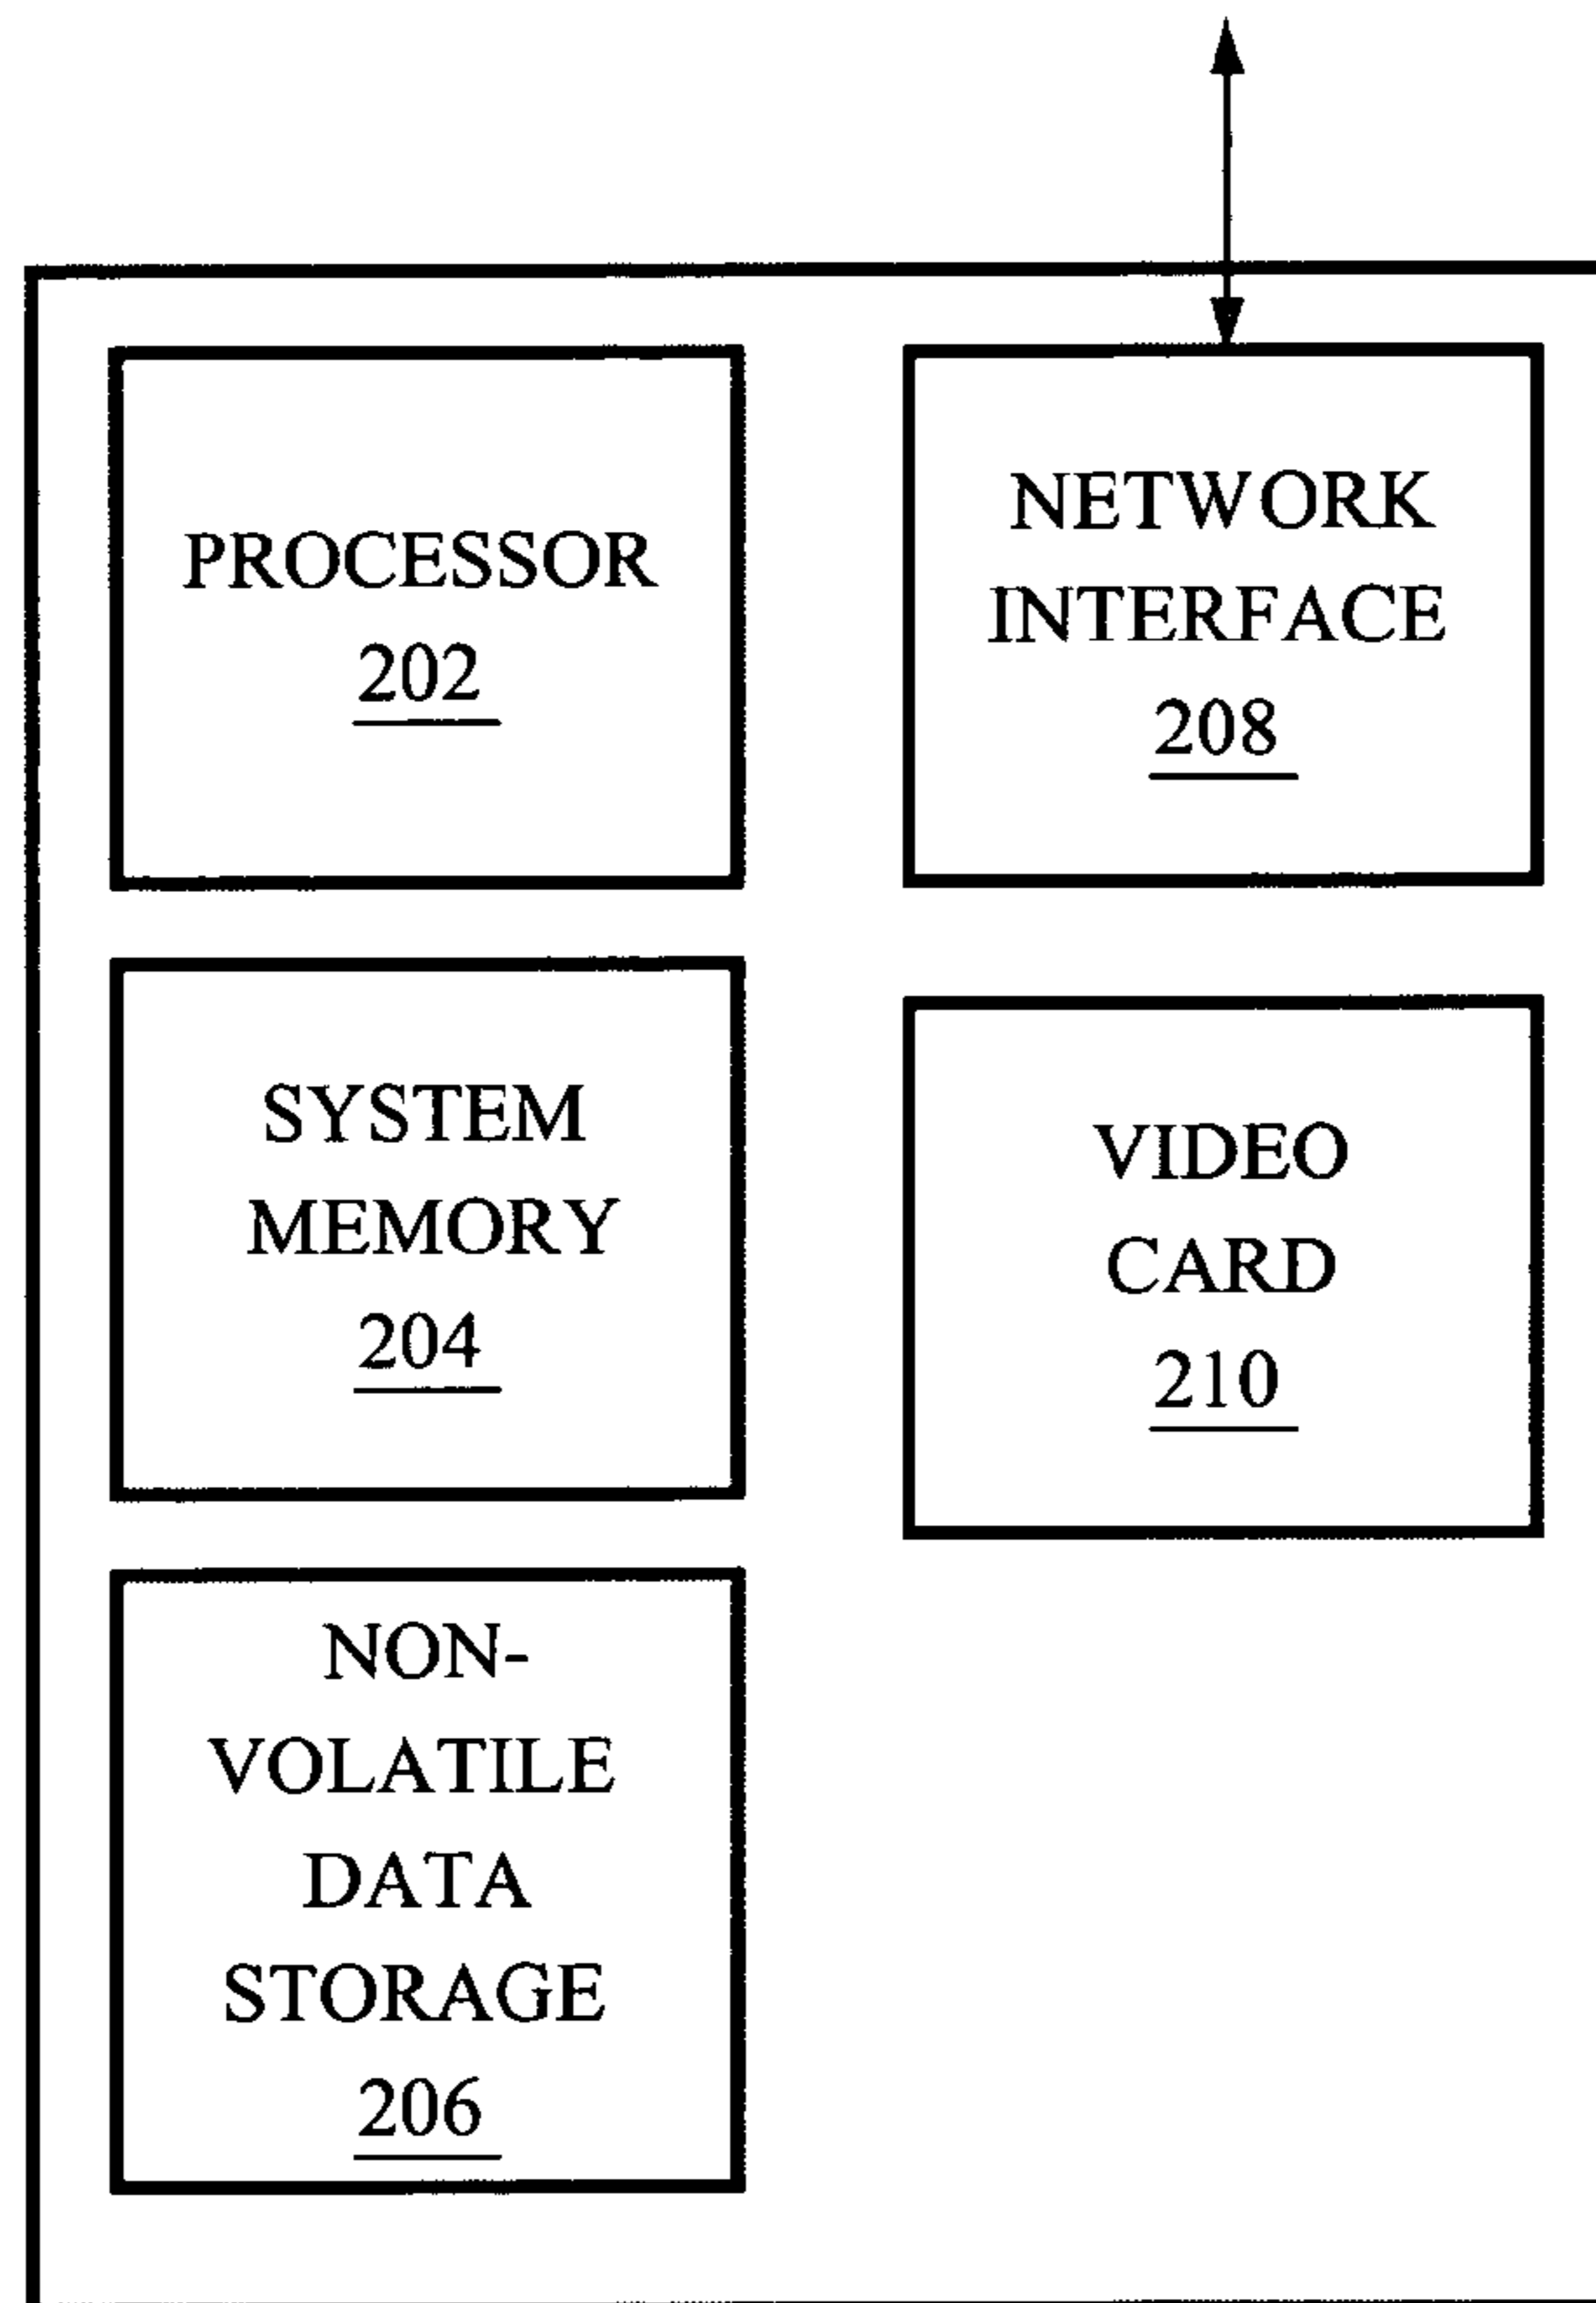 PROCESSOR
202
NETWORK
INTERFACE
208
SYSTEM
MEMORY
204
VIDEO
CARD
210
NON-
VOLATILE
DATA
STORAGE
206